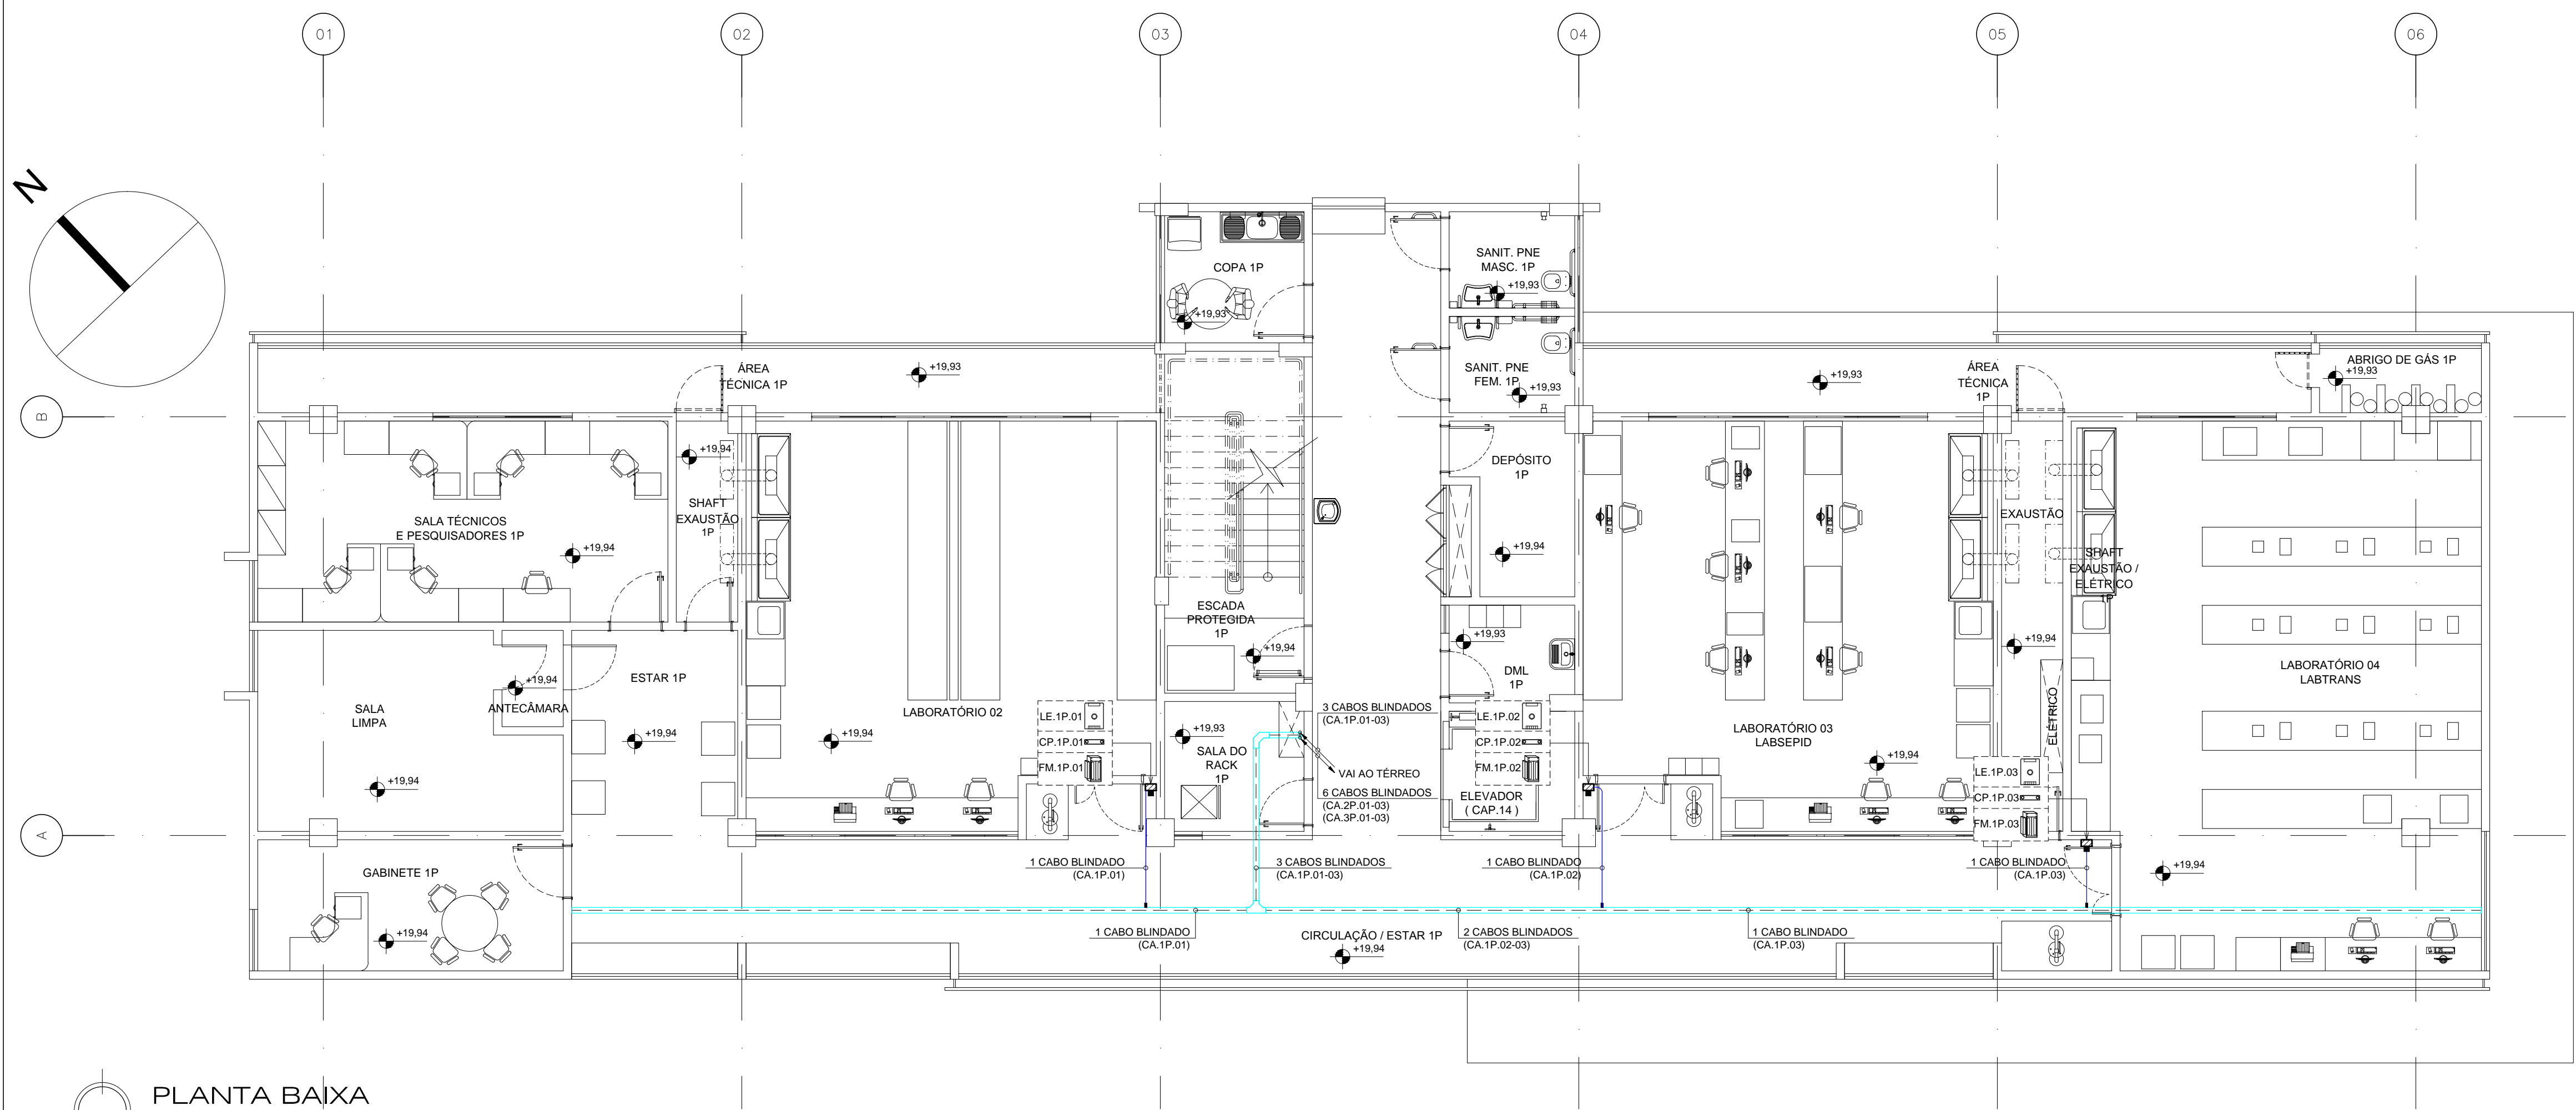 01
02
03
04
05
06
N
B
A
COPA 1P
+19,93
SANIT. PNE
MASC. 1P
+19,93
SANIT. PNE
FEM. 1P
+19,93
ÁREA
TÉCNICA 1P
+19,93
+19,93
ÁREA
TÉCNICA
1P
ABRIGO DE GÁS 1P
+19,93
SALA TÉCNICOS
E PESQUISADORES 1P
+19,94
+19,94
SHAFT
EXAUSTÃO
1P
DEPÓSITO
1P
+19,94
EXAUSTÃO
SHAFT
EXAUSTÃO /
ELÉTRICO
1P
+19,94
ELÉTRICO
ESCADA
PROTEGIDA
1P
+19,94
+19,93
DML
1P
SALA
LIMPA
+19,94
+19,94
ANTECÂMARA
ESTAR 1P
+19,94
LABORATÓRIO 02
+19,94
LE.1P.01
CP.1P.01
FM.1P.01
+19,93
SALA DO
RACK
1P
3 CABOS BLINDADOS
(CA.1P.01-03)
VAI AO TÉRREO
6 CABOS BLINDADOS
(CA.2P.01-03)
(CA.3P.01-03)
LE.1P.02
CP.1P.02
FM.1P.02
ELEVADOR
( CAP.14 )
LABORATÓRIO 03
LABSEPID
+19,94
LE.1P.03
CP.1P.03
FM.1P.03
LABORATÓRIO 04
LABTRANS
+19,94
GABINETE 1P
+19,94
1 CABO BLINDADO
(CA.1P.01)
3 CABOS BLINDADOS
(CA.1P.01-03)
1 CABO BLINDADO
(CA.1P.02)
1 CABO BLINDADO
(CA.1P.03)
1 CABO BLINDADO
(CA.1P.01)
CIRCULAÇÃO / ESTAR 1P
+19,94
2 CABOS BLINDADOS
(CA.1P.02-03)
1 CABO BLINDADO
(CA.1P.03)
PLANTA BAIXA